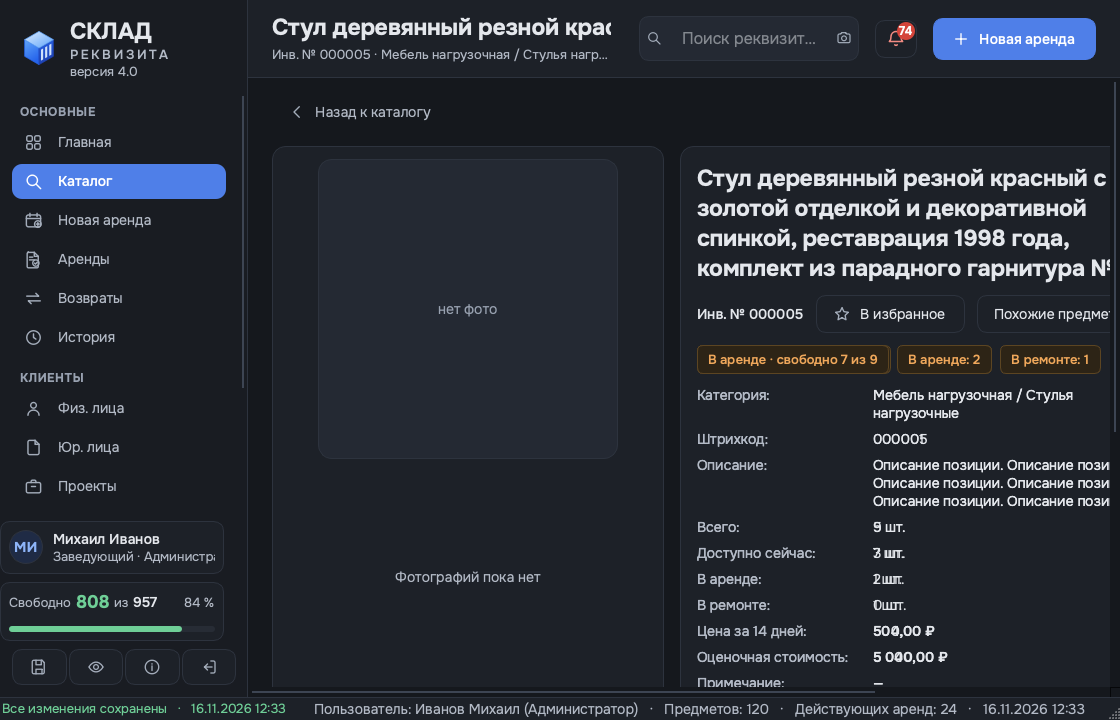 СКЛАД
РЕКВИЗИТА
версия 4.0
ОСНОВНЫЕ
Главная
Каталог
Новая аренда
Аренды
Возвраты
История
КЛИЕНТЫ
Физ. лица
Юр. лица
Проекты
МИ
Михаил Иванов
Заведующий · Администра
Свободно 808 из 957 84 %
Все изменения сохранены · 16.11.2026 12:33
Стул деревянный резной крас
Инв. № 000005 · Мебель нагрузочная / Стулья нагр...
Поиск реквизит...
74
Новая аренда
Назад к каталогу
нет фото
Фотографий пока нет
Стул деревянный резной красный с
золотой отделкой и декоративной
спинкой, реставрация 1998 года,
комплект из парадного гарнитура №
Инв. № 000005
В избранное
Похожие предме
В аренде · свободно 7 из 9
В аренде: 2
В ремонте: 1
Категория: Мебель нагрузочная / Стулья
нагрузочные
Штрихкод: 000005
Описание: Описание позиции. Описание пози
Описание позиции. Описание пози
Описание позиции. Описание пози
Всего: шт.
Доступно сейчас: шт.
В аренде: шт.
В ремонте: шт.
Цена за 14 дней: ₽
Оценочная стоимость: ₽
Примечание: —
Пользователь: Иванов Михаил (Администратор) · Предметов: 120 · Действующих аренд: 24 · 16.11.2026 12:33